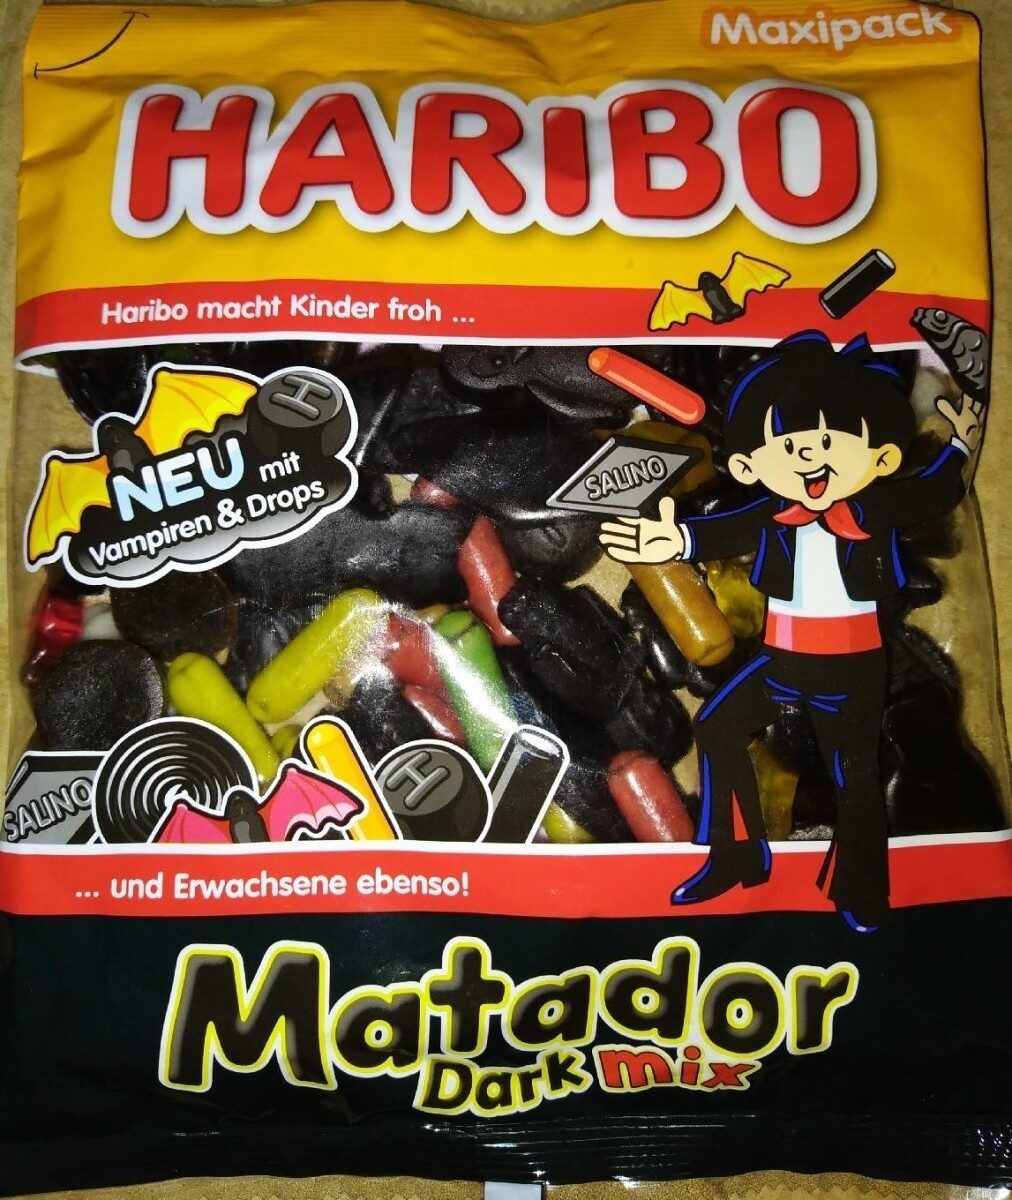 Maxipack
HARIBO
Haribo macht Kinder froh ...
NEU mit
Vampiren & Drops
H
SALINO
SALINO
H
... und Erwachsene ebenso!
Matador
Dark mix